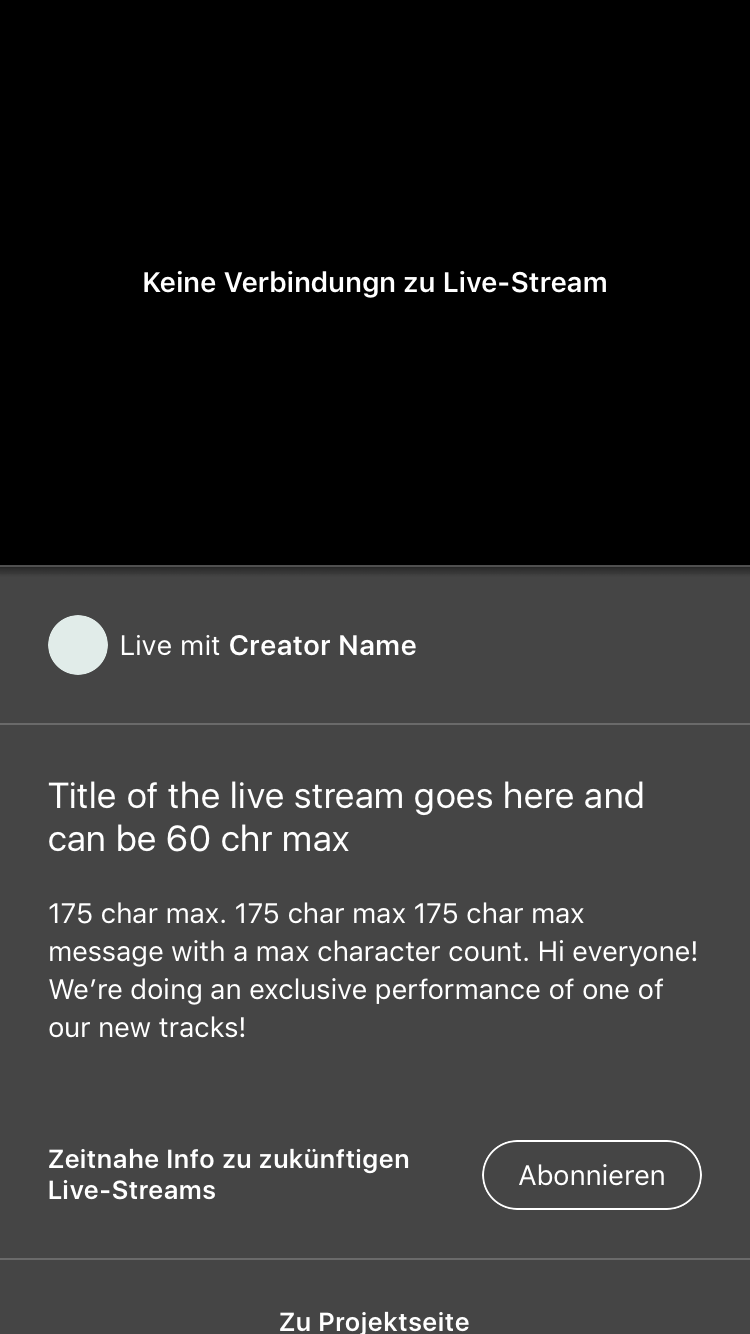 Keine Verbindungn zu Live-Stream
Live mit Creator Name
Title of the live stream goes here and
can be 60 chr max
175 char max. 175 char max 175 char max
message with a max character count. Hi everyone!
We’re doing an exclusive performance of one of
our new tracks!
Zeitnahe Info zu zukünftigen
Live-Streams
Abonnieren
Zu Projektseite